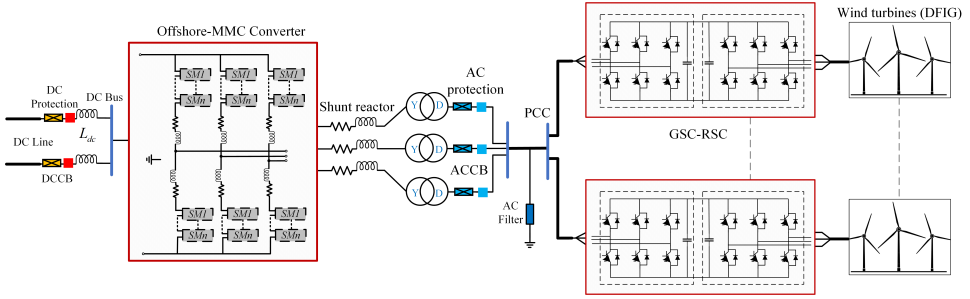 Offshore-MMC Converter
Wind turbines (DFIG)
SM1 SM1 SM1
SMn SMn SMn
DC
Protection
DC Bus
L_dc
DC Line
DCCB
Shunt reactor
AC
protection
Y D
Y D
Y D
ACCB
PCC
AC
Filter
GSC-RSC
SM1 SM1 SM1
SMn SMn SMn